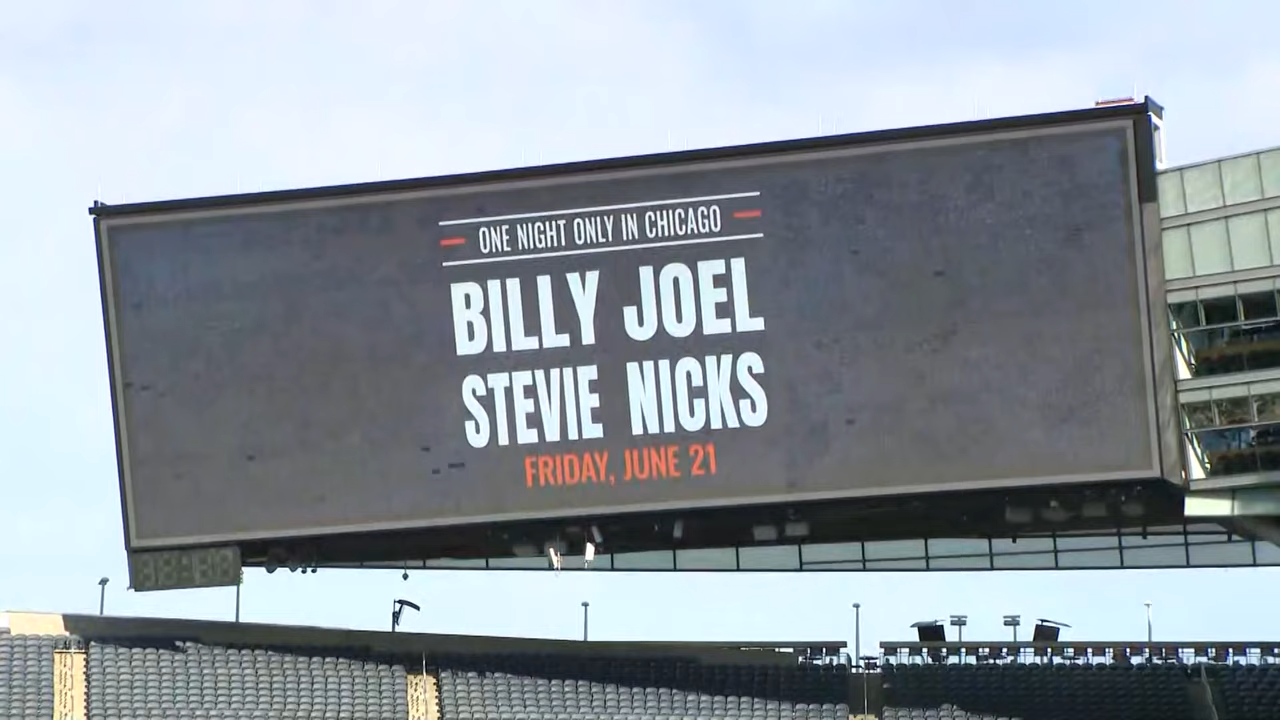 ONE NIGHT ONLY IN CHICAGO
BILLY JOEL
STEVIE NICKS
FRIDAY, JUNE 21